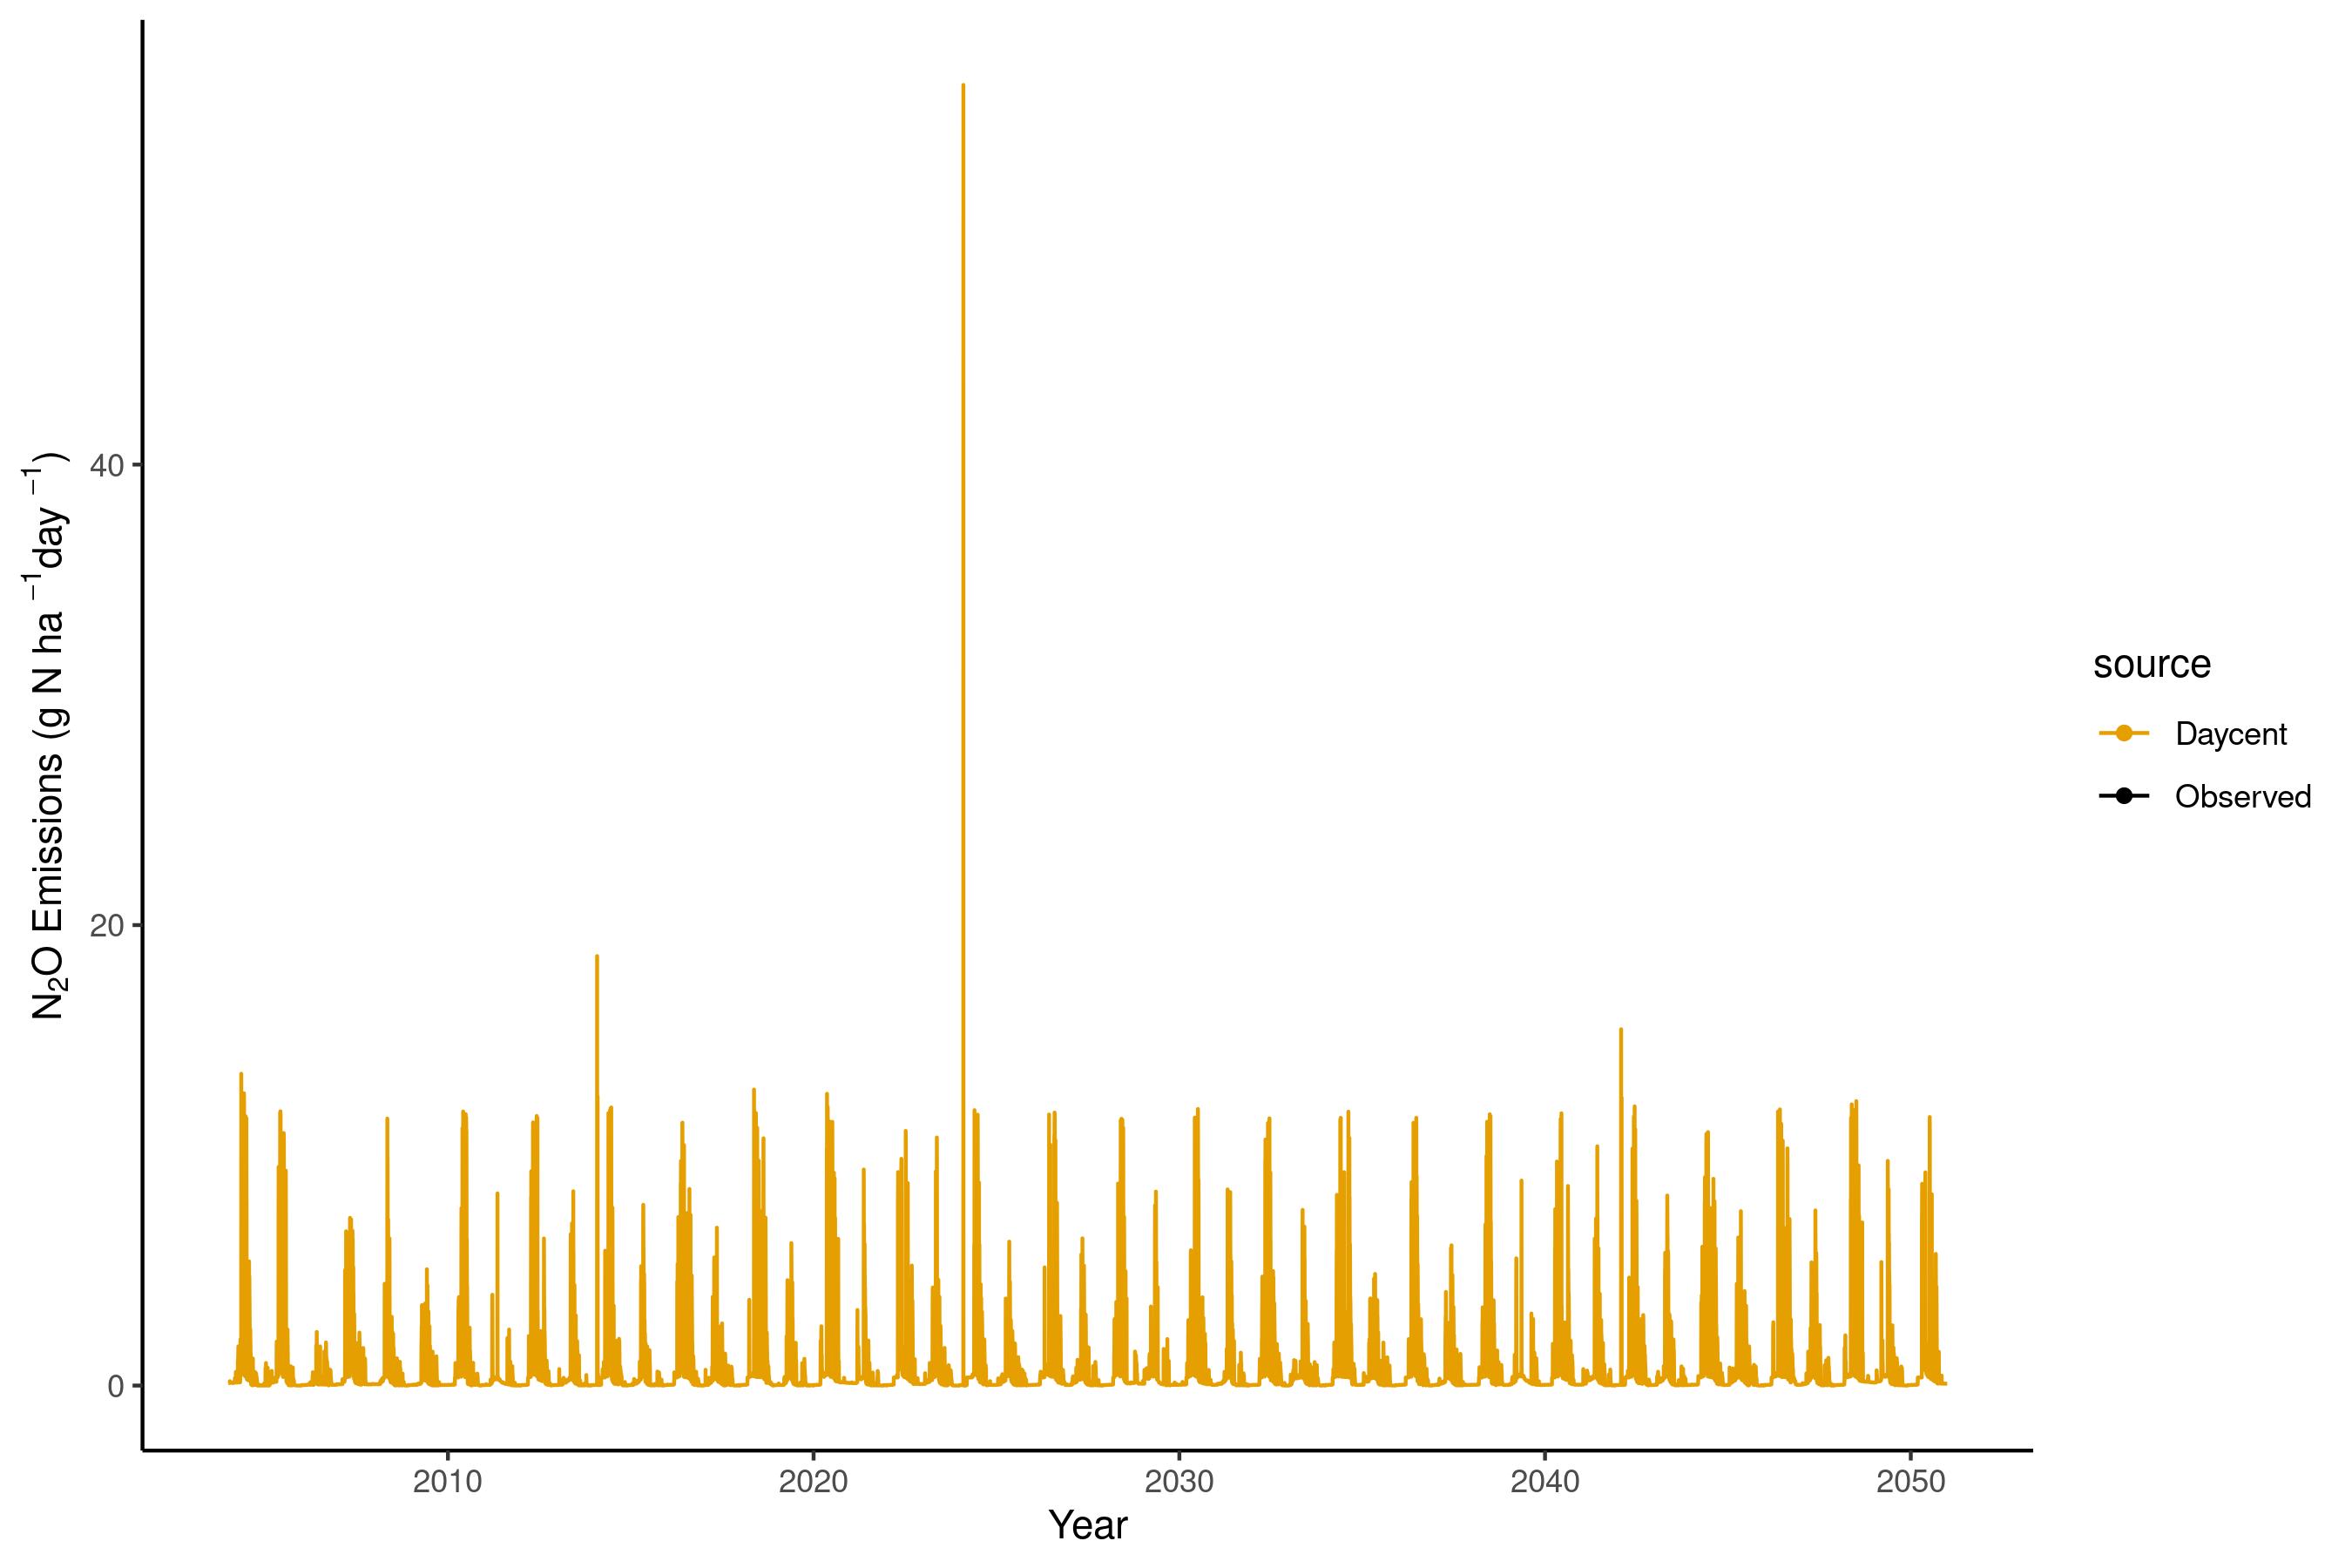 N₂O Emissions (g N ha⁻¹day⁻¹)
40
20
0
2010 2020 2030 2040 2050
Year
source
Daycent
Observed